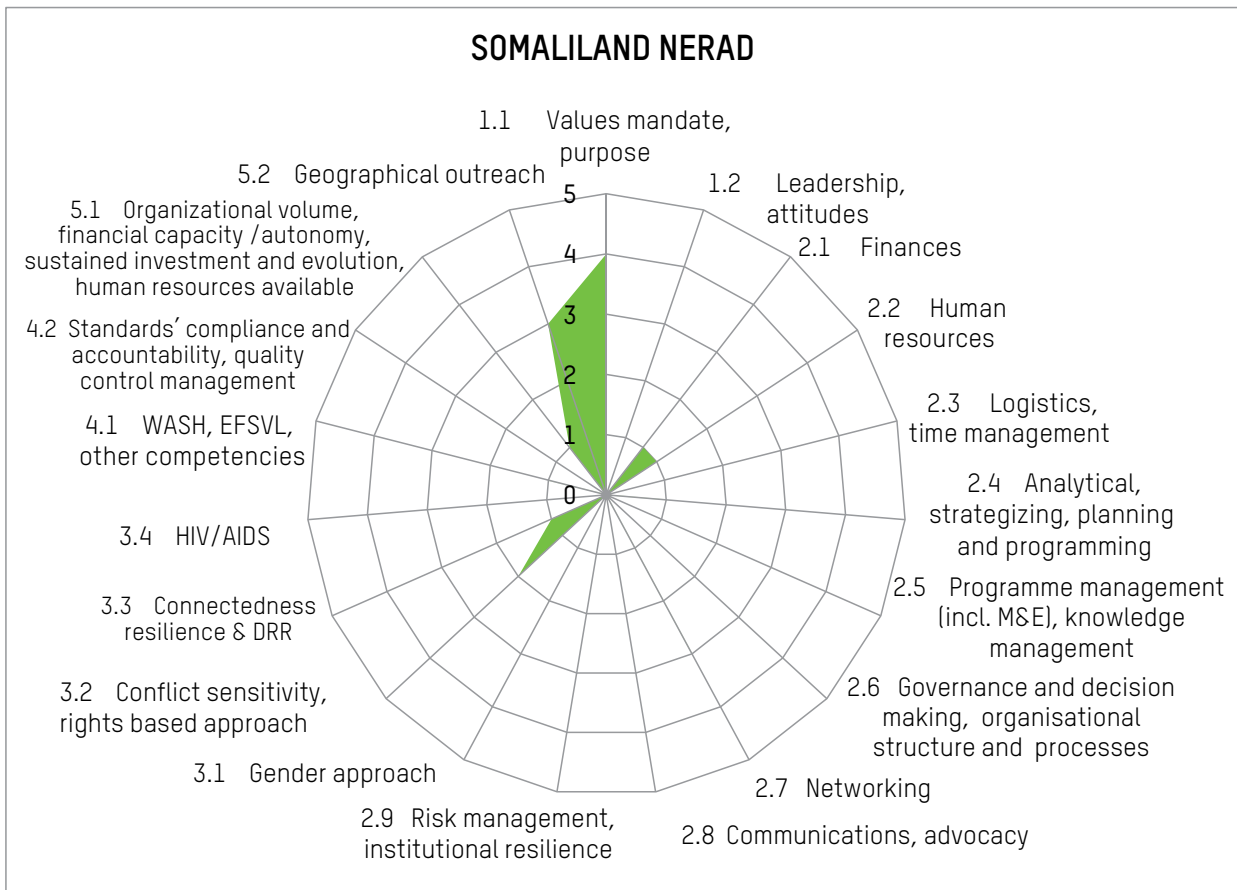 SOMALILAND NERAD
1.1 Values mandate,
purpose
1.2 Leadership,
attitudes
2.1 Finances
2.2 Human
resources
2.3 Logistics,
time management
2.4 Analytical,
strategizing, planning
and programming
2.5 Programme management
(incl. M&E), knowledge
management
2.6 Governance and decision
making, organisational
structure and processes
2.7 Networking
2.8 Communications, advocacy
2.9 Risk management,
institutional resilience
3.1 Gender approach
3.2 Conflict sensitivity,
rights based approach
3.3 Connectedness
resilience & DRR
3.4 HIV/AIDS
4.1 WASH, EFSVL,
other competencies
4.2 Standards' compliance and
accountability, quality
control management
5.1 Organizational volume,
financial capacity /autonomy,
sustained investment and evolution,
human resources available
5.2 Geographical outreach
5
4
3
2
1
0